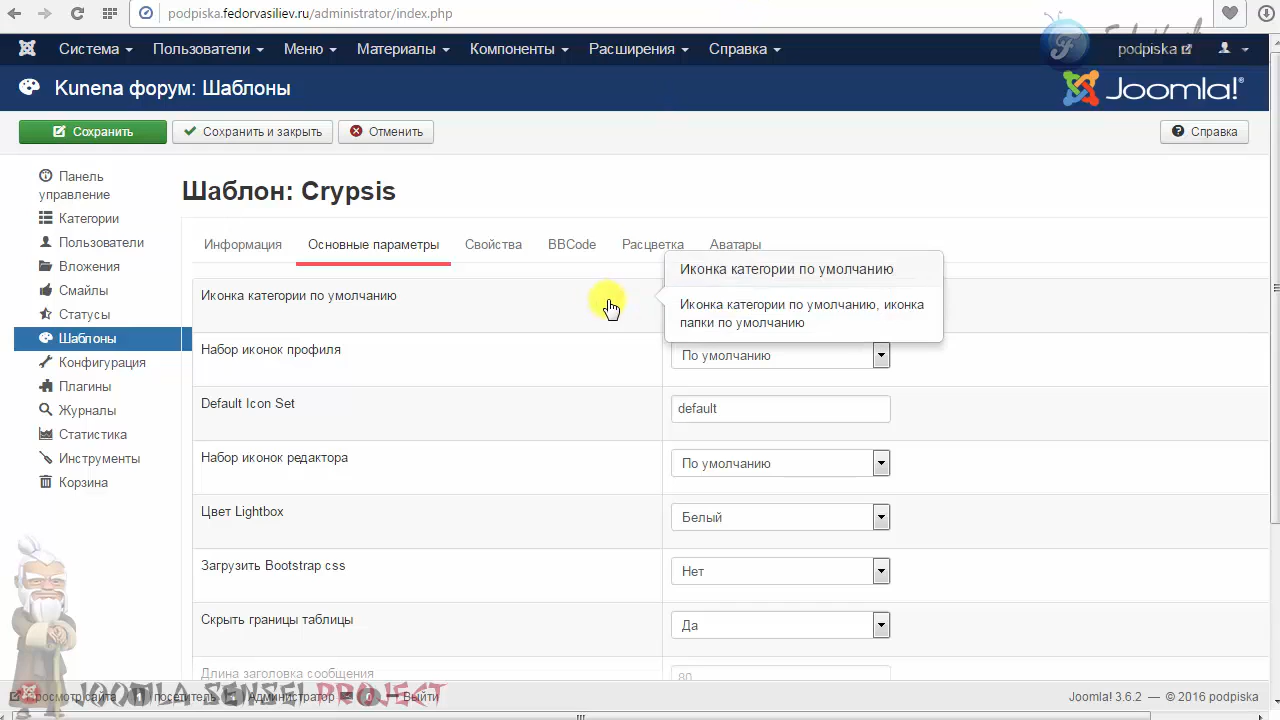 podpiska.fedorvasiliev.ru/administrator/index.php
Система
Пользователи
Меню
Материалы
Компоненты
Расширения
Справка
podpiska
Kunena форум: Шаблоны
Joomla!®
Сохранить
Сохранить и закрыть
Отменить
Справка
Панель
управление
Категории
Пользователи
Вложения
Смайлы
Статусы
Шаблоны
Конфигурация
Плагины
Журналы
Статистика
Инструменты
Корзина
Шаблон: Crypsis
Информация
Основные параметры
Свойства
BBCode
Расцветка
Аватары
Иконка категории по умолчанию
Иконка категории по умолчанию
Иконка категории по умолчанию, иконка
папки по умолчанию
Набор иконок профиля
По умолчанию
Default Icon Set
default
Набор иконок редактора
По умолчанию
Цвет Lightbox
Белый
Загрузить Bootstrap css
Нет
Скрыть границы таблицы
Да
Длина заголовка сообщения
80
JOOMLA SENSEI PROJECT
Выйти
Joomla! 3.6.2 — © 2016 podpiska